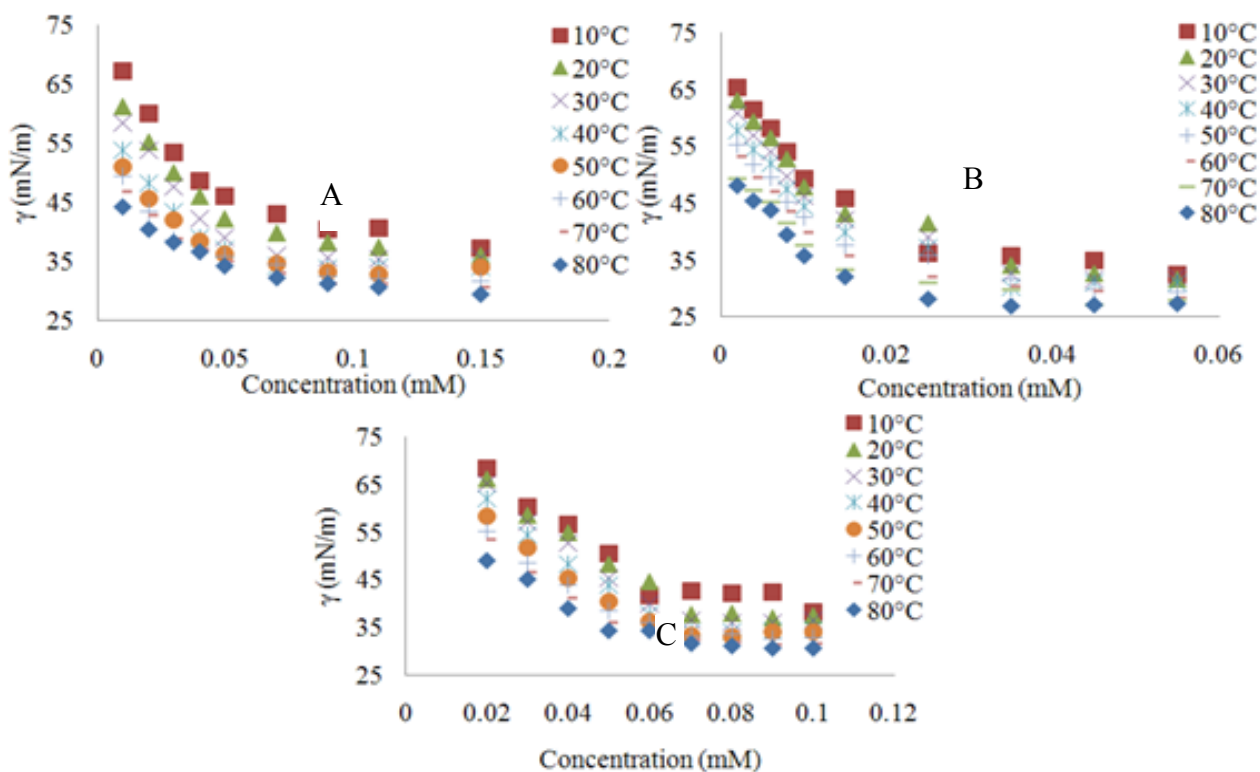 75
65
55
45
35
25
γ (mN/m)
0
0.05
0.1
0.15
0.2
Concentration (mM)
A
10°C
20°C
30°C
40°C
50°C
60°C
70°C
80°C
75
65
55
45
35
25
γ (mN/m)
0
0.02
0.04
0.06
Concentration (mM)
B
10°C
20°C
30°C
40°C
50°C
60°C
70°C
80°C
75
65
55
45
35
25
γ (mN/m)
0
0.02
0.04
0.06
0.08
0.1
0.12
Concentration (mM)
C
10°C
20°C
30°C
40°C
50°C
60°C
70°C
80°C